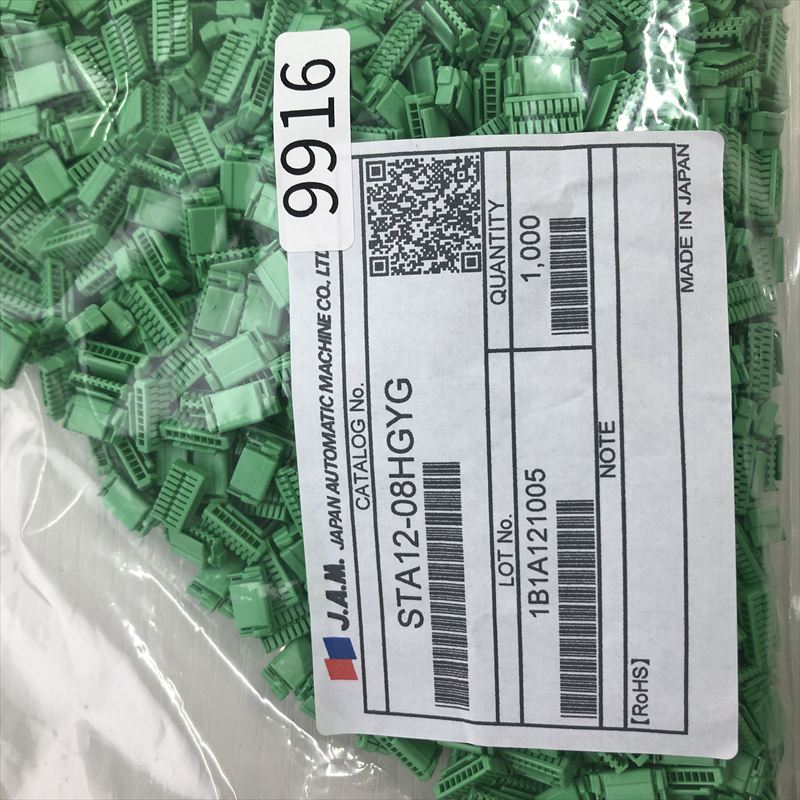 9916
J.A.M. JAPAN AUTOMATIC MACHINE CO., LTD
CATALOG No.
STA12-08HGYG
QUANTITY
1,000
LOT No.
1B1A121005
NOTE
【RoHS】
MADE IN JAPAN